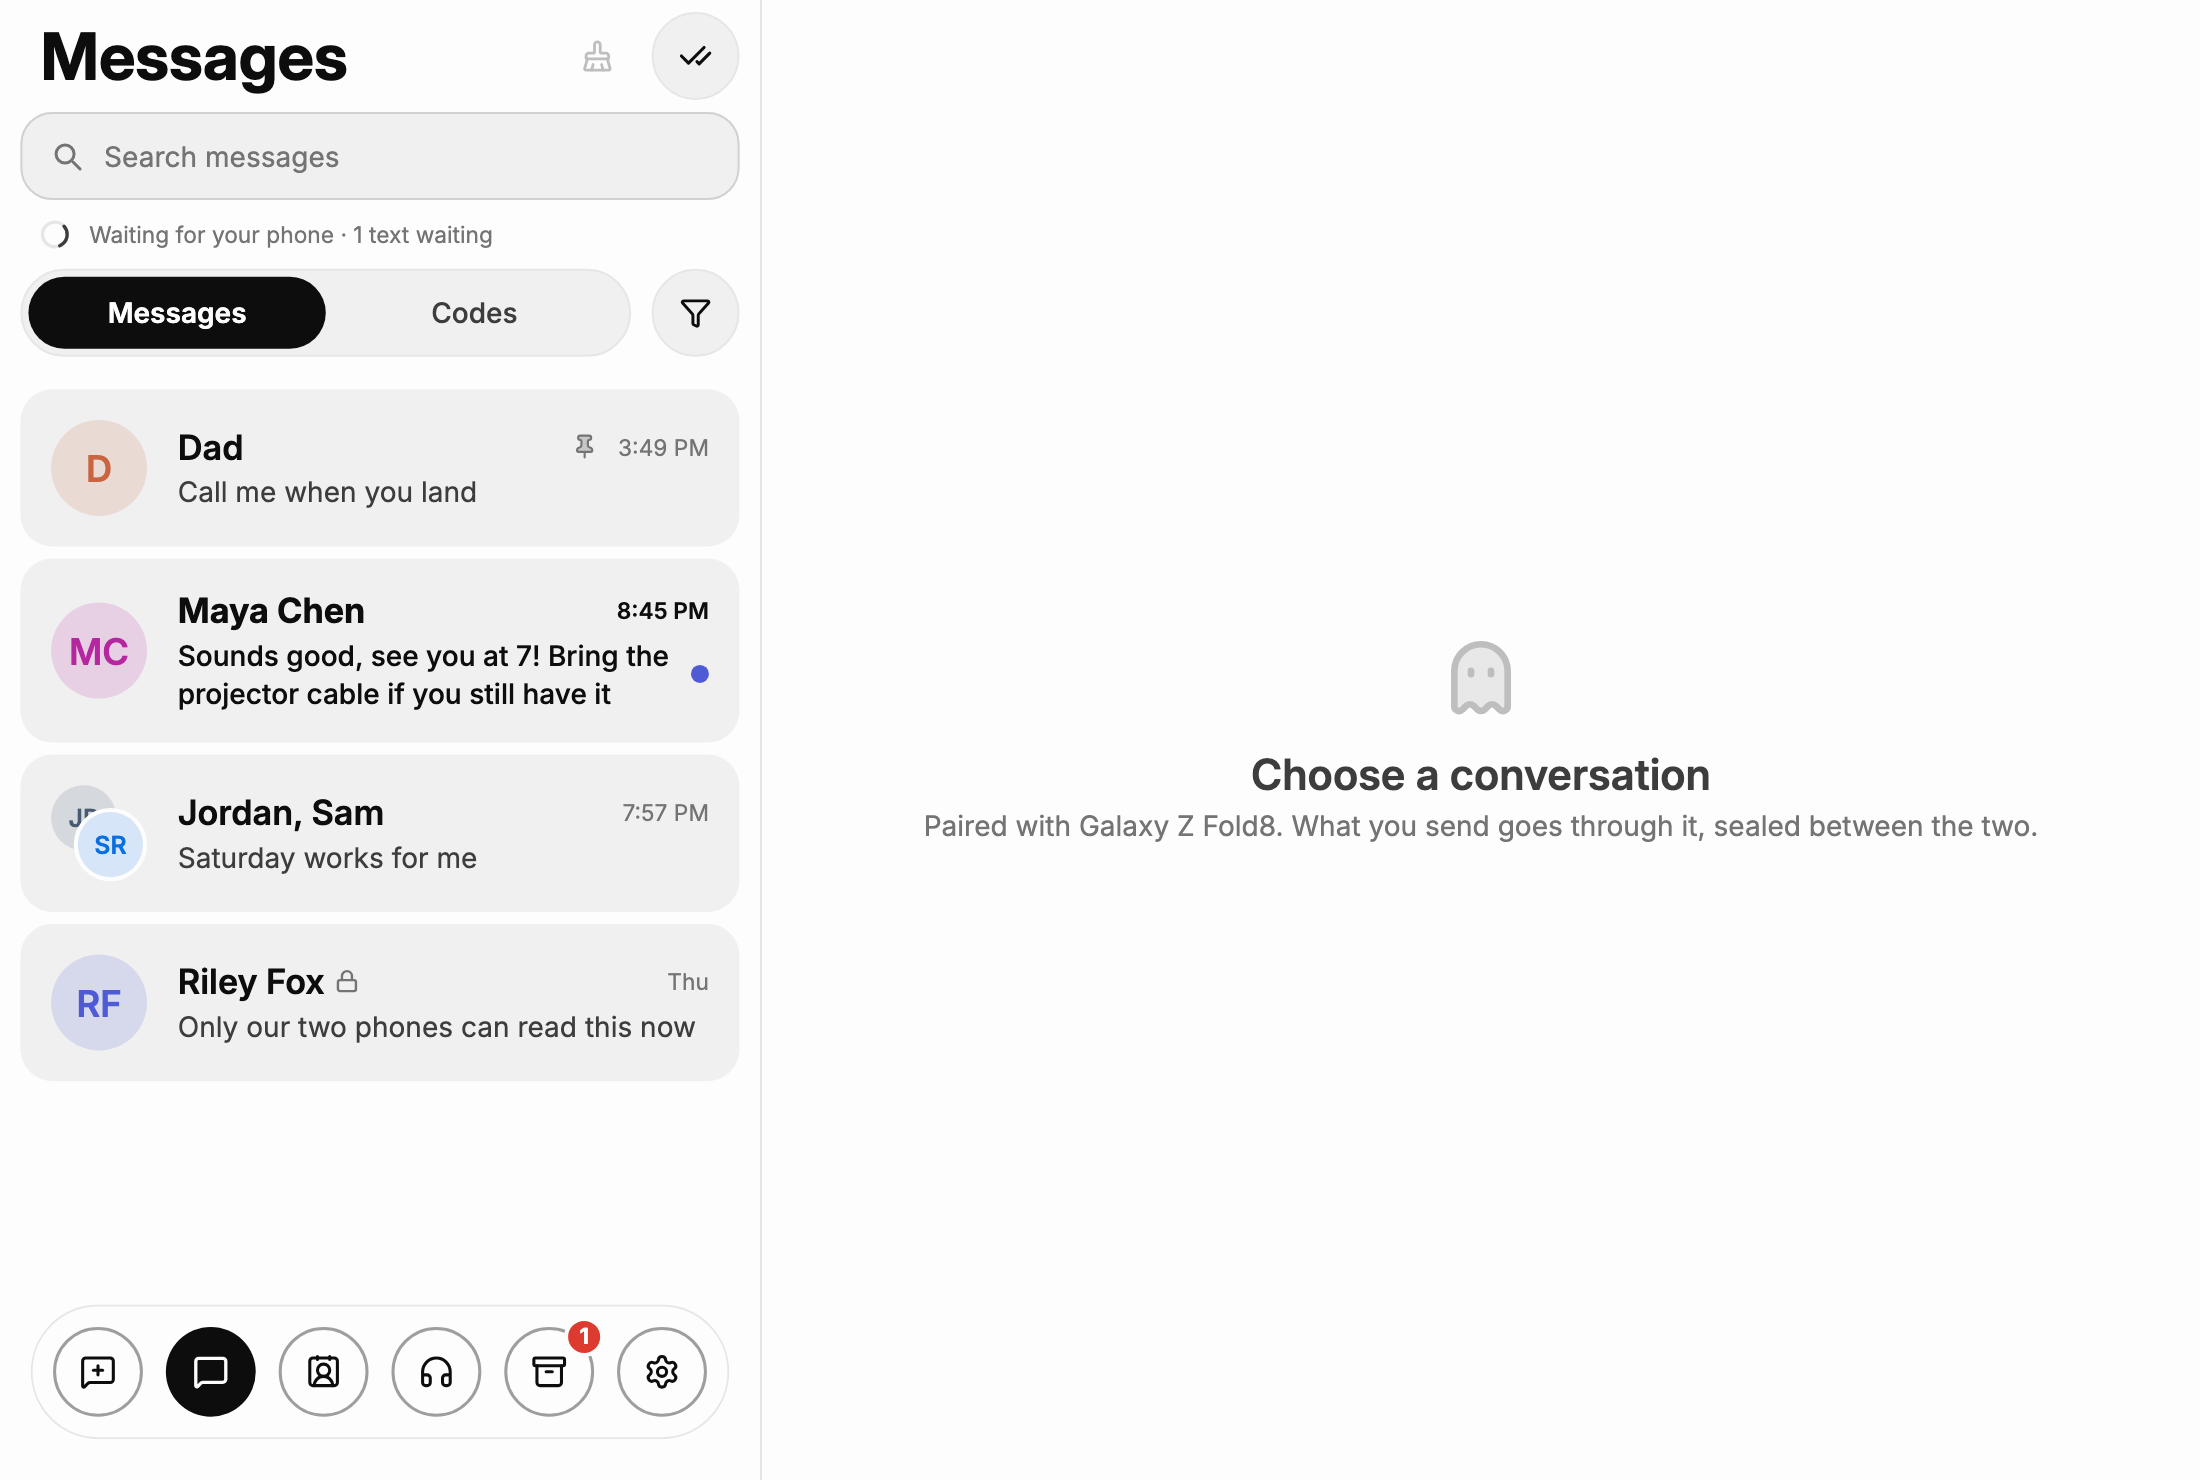 Messages
Search messages
Waiting for your phone · 1 text waiting
Messages
Codes
D
Dad
3:49 PM
Call me when you land
MC
Maya Chen
8:45 PM
Sounds good, see you at 7! Bring the
projector cable if you still have it
SR
Jordan, Sam
7:57 PM
Saturday works for me
RF
Riley Fox
Thu
Only our two phones can read this now
Choose a conversation
Paired with Galaxy Z Fold8. What you send goes through it, sealed between the two.
1